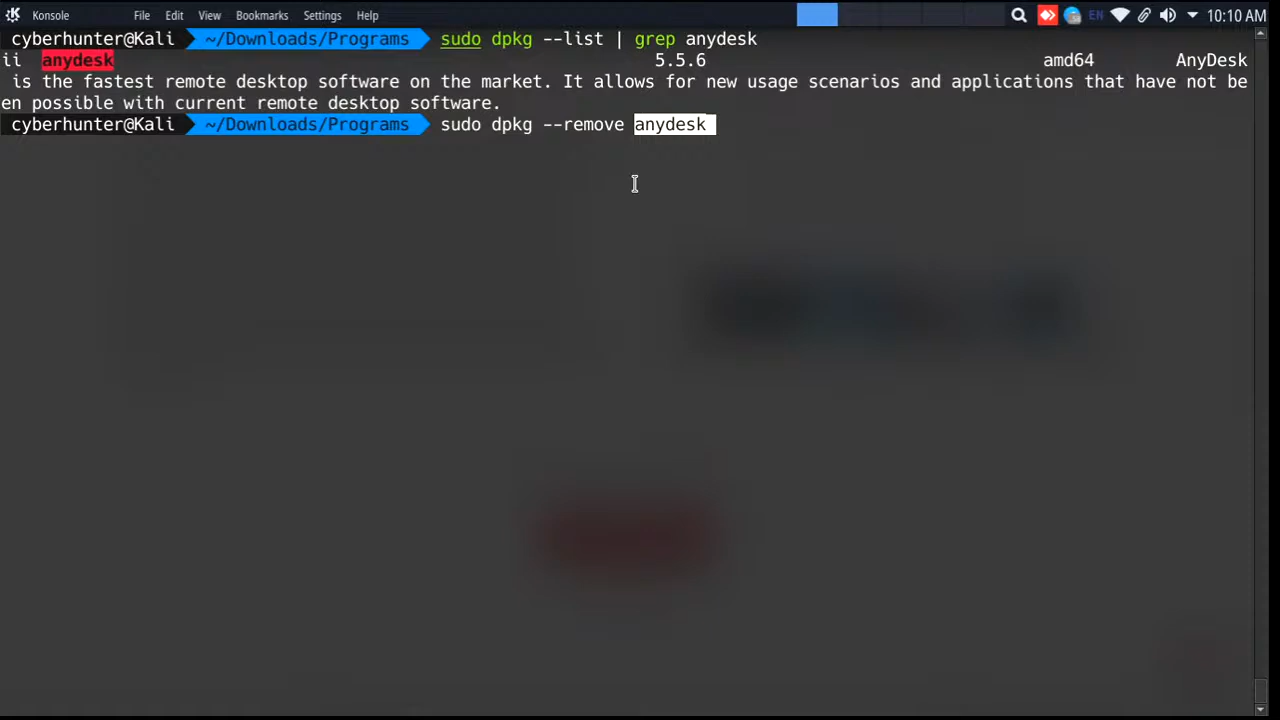 Konsole File Edit View Bookmarks Settings Help EN 10:10 AM
cyberhunter@Kali ~/Downloads/Programs sudo dpkg --list | grep anydesk
ii anydesk 5.5.6 amd64 AnyDesk
is the fastest remote desktop software on the market. It allows for new usage scenarios and applications that have not be
en possible with current remote desktop software.
cyberhunter@Kali ~/Downloads/Programs sudo dpkg --remove anydesk